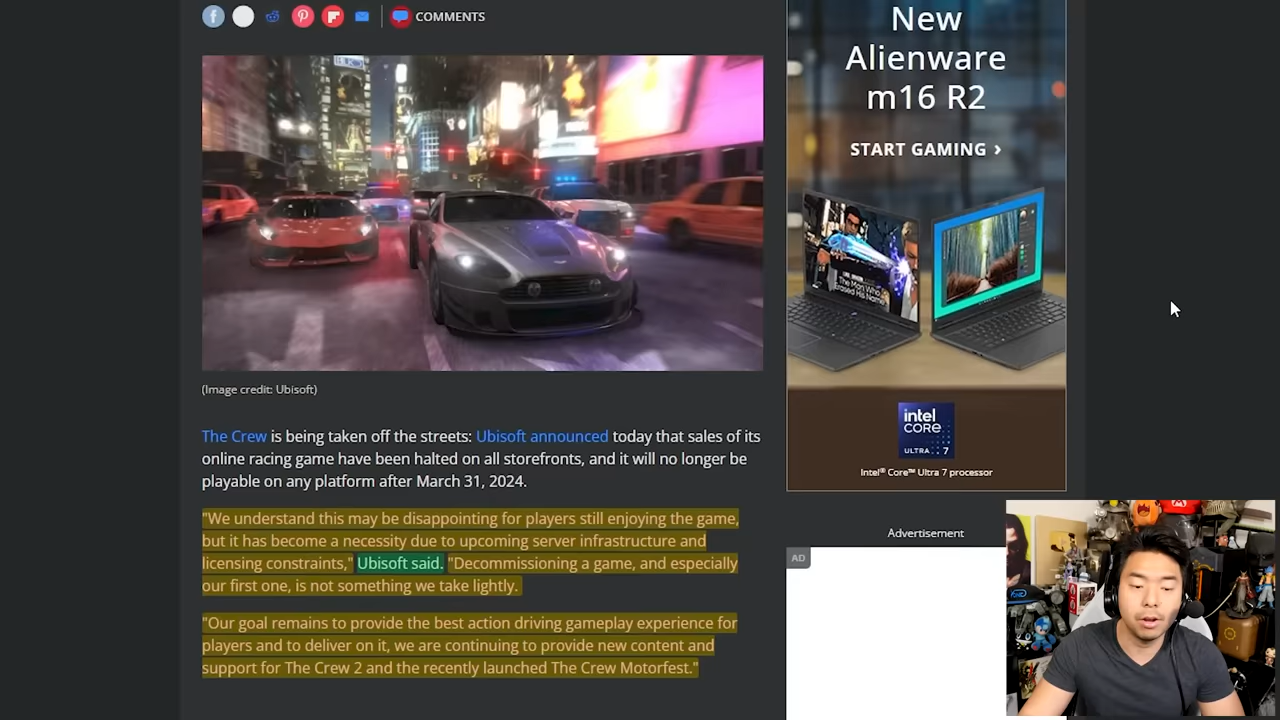 COMMENTS
(Image credit: Ubisoft)
The Crew is being taken off the streets: Ubisoft announced today that sales of its
online racing game have been halted on all storefronts, and it will no longer be
playable on any platform after March 31, 2024.
"We understand this may be disappointing for players still enjoying the game,
but it has become a necessity due to upcoming server infrastructure and
licensing constraints," Ubisoft said. "Decommissioning a game, and especially
our first one, is not something we take lightly.
"Our goal remains to provide the best action driving gameplay experience for
players and to deliver on it, we are continuing to provide new content and
support for The Crew 2 and the recently launched The Crew Motorfest."
New
Alienware
m16 R2
START GAMING ›
The Man Who
Erased His Name
intel
CORE
ULTRA 7
Intel® Core™ Ultra 7 processor
Advertisement
AD